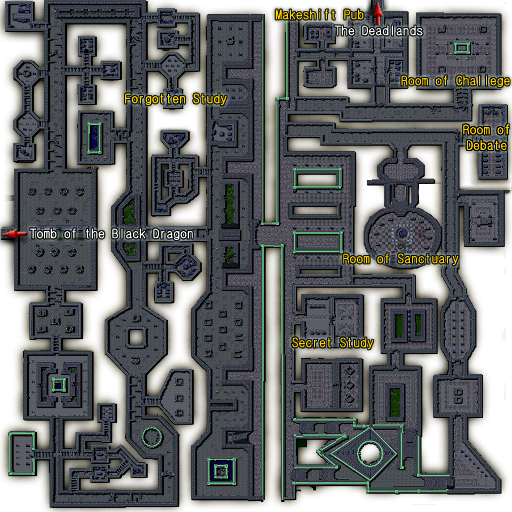 Makeshift Pub
The Deadlands
Room of Challege
Forgotten Study
Room of
Debate
Tomb of the Black Dragon
Room of Sanctuary
Secret Study